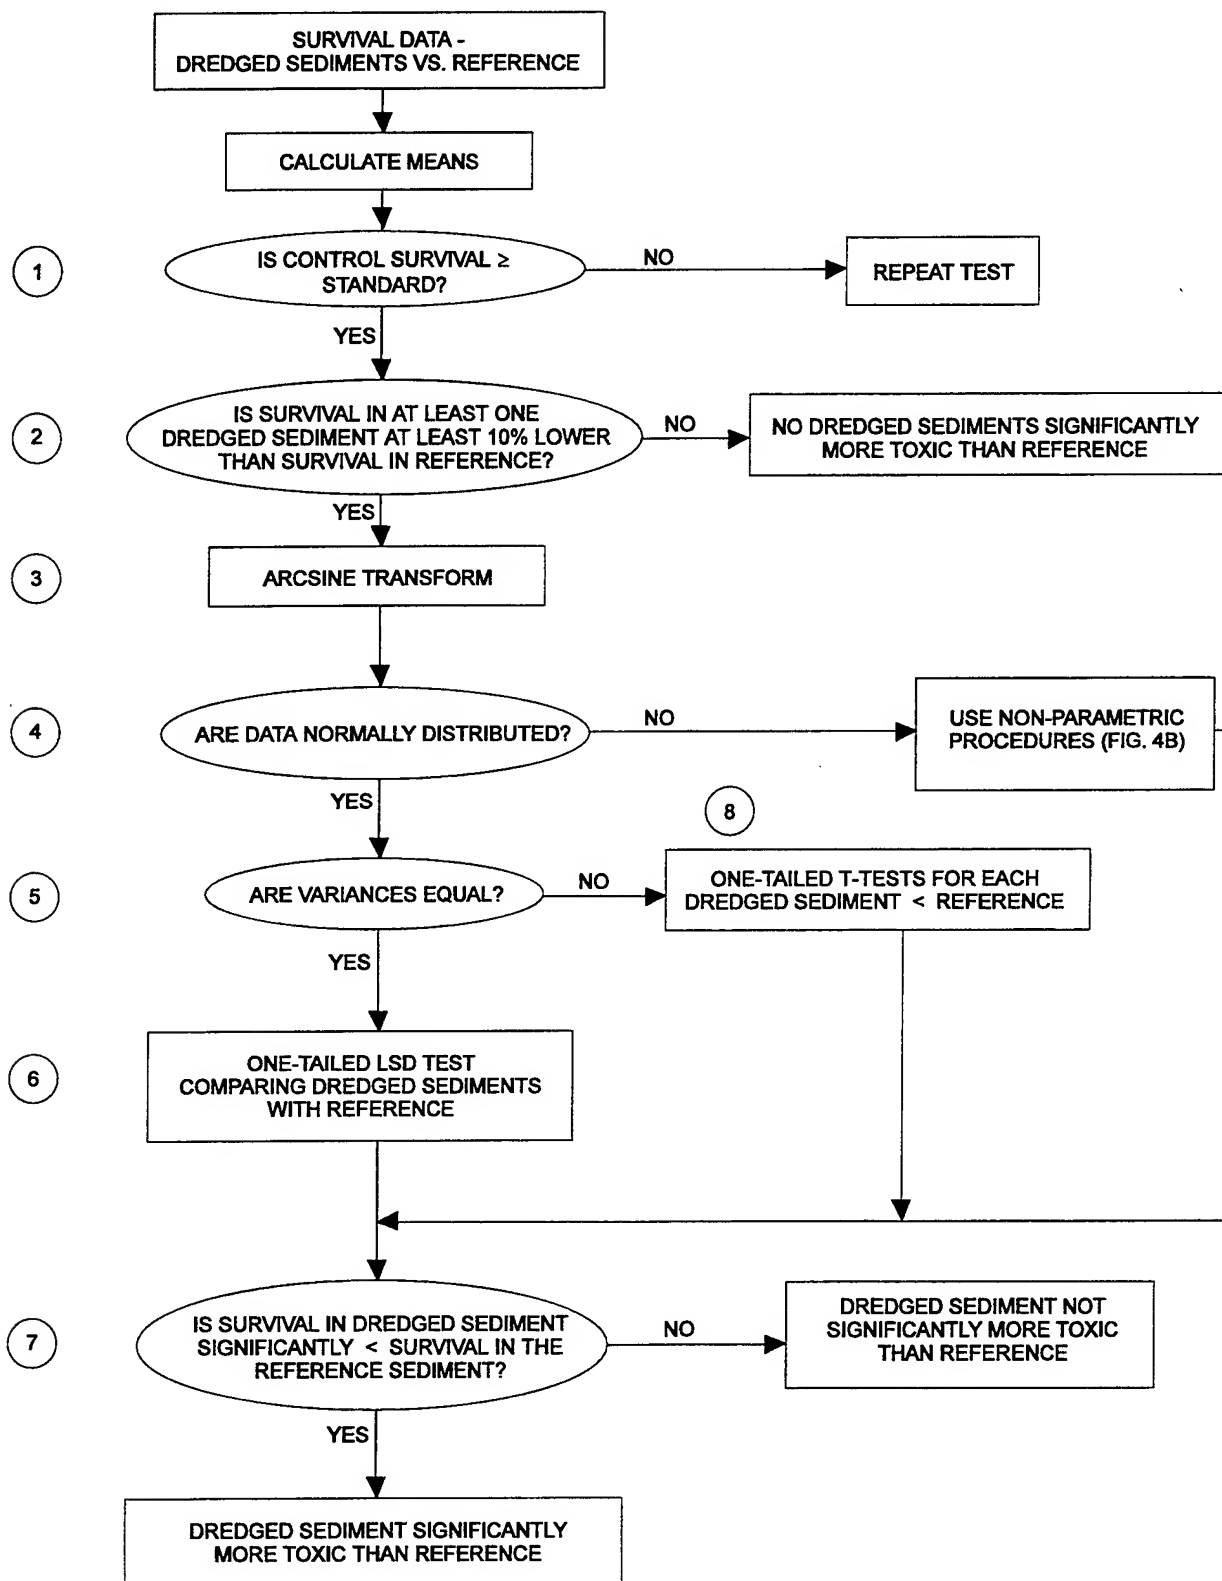 SURVIVAL DATA -
DREDGED SEDIMENTS VS. REFERENCE
CALCULATE MEANS
1
IS CONTROL SURVIVAL ≥
STANDARD?
NO
REPEAT TEST
YES
2
IS SURVIVAL IN AT LEAST ONE
DREDGED SEDIMENT AT LEAST 10% LOWER
THAN SURVIVAL IN REFERENCE?
NO
NO DREDGED SEDIMENTS SIGNIFICANTLY
MORE TOXIC THAN REFERENCE
YES
3
ARCSINE TRANSFORM
4
ARE DATA NORMALLY DISTRIBUTED?
NO
USE NON-PARAMETRIC
PROCEDURES (FIG. 4B)
YES
8
5
ARE VARIANCES EQUAL?
NO
ONE-TAILED T-TESTS FOR EACH
DREDGED SEDIMENT < REFERENCE
YES
6
ONE-TAILED LSD TEST
COMPARING DREDGED SEDIMENTS
WITH REFERENCE
7
IS SURVIVAL IN DREDGED SEDIMENT
SIGNIFICANTLY < SURVIVAL IN THE
REFERENCE SEDIMENT?
NO
DREDGED SEDIMENT NOT
SIGNIFICANTLY MORE TOXIC
THAN REFERENCE
YES
DREDGED SEDIMENT SIGNIFICANTLY
MORE TOXIC THAN REFERENCE